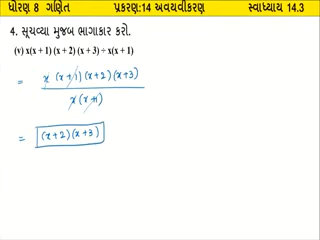 ધોરણ 8 ગણિત પ્રકરણ:14 અવયવીકરણ સ્વાધ્યાય 14.3
4. સૂચવ્યા મુજબ ભાગાકાર કરો.
(v) x(x + 1) (x + 2) (x + 3) ÷ x(x + 1)
= x (x+1) (x+2) (x+3)
x (x+1)
= (x+2) (x+3)